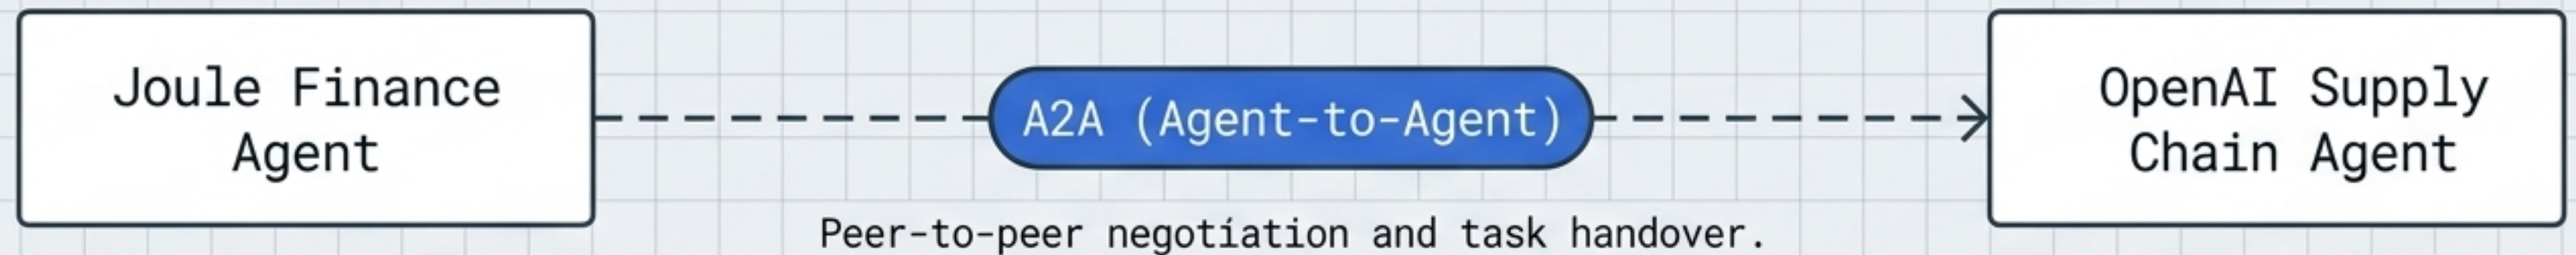 Joule Finance
Agent
A2A (Agent-to-Agent)
Peer-to-peer negotiation and task handover.
OpenAI Supply
Chain Agent